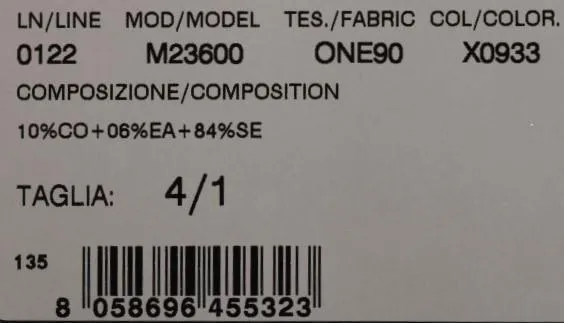 LN/LINE MOD/MODEL TES./FABRIC COL/COLOR.
0122 M23600 ONE90 X0933
COMPOSIZIONE/COMPOSITION
10%CO+06%EA+84%SE
TAGLIA: 4/1
135
8 058696 455323